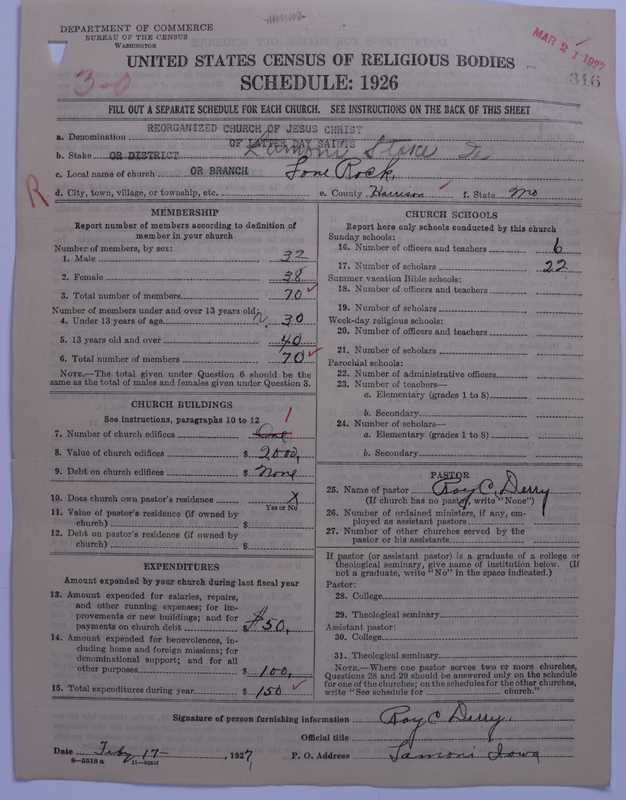 DEPARTMENT OF COMMERCE
BUREAU OF THE CENSUS
WASHINGTON
MAR 21 1927
316
3-0
UNITED STATES CENSUS OF RELIGIOUS BODIES
SCHEDULE: 1926
FILL OUT A SEPARATE SCHEDULE FOR EACH CHURCH. SEE INSTRUCTIONS ON THE BACK OF THIS SHEET
REORGANIZED CHURCH OF JESUS CHRIST
a. Denomination
OF LATTER DAY SAINTS
b. Stake OR DISTRICT Lamoni Stake
c. Local name of church OR BRANCH Lone Rock
R
d. City, town, village, or township, etc. e. County Harrison f. State Mo
MEMBERSHIP
Report number of members according to definition of
member in your church
Number of members, by sex:
1. Male 32
2. Female 38
3. Total number of members 70
Number of members under and over 13 years old:
4. Under 13 years of age 30
5. 13 years old and over 40
6. Total number of members 70
NOTE.—The total given under Question 6 should be the
same as the total of males and females given under Question 3.
CHURCH BUILDINGS
See instructions, paragraphs 10 to 12
1
7. Number of church edifices One
8. Value of church edifices $ 2000,
9. Debt on church edifices $ None
10. Does church own pastor's residence X
Yes or No
11. Value of pastor's residence (if owned by
church) $
12. Debt on pastor's residence (if owned by
church) $
EXPENDITURES
Amount expended by your church during last fiscal year
13. Amount expended for salaries, repairs,
and other running expenses; for im-
provements or new buildings; and for
payments on church debt $50,
14. Amount expended for benevolences, in-
cluding home and foreign missions; for
denominational support; and for all
other purposes $ 100,
15. Total expenditures during year $ 150
CHURCH SCHOOLS
Report here only schools conducted by this church
Sunday schools:
16. Number of officers and teachers 6
17. Number of scholars 22
Summer vacation Bible schools:
18. Number of officers and teachers
19. Number of scholars
Week-day religious schools:
20. Number of officers and teachers
21. Number of scholars
Parochial schools:
22. Number of administrative officers
23. Number of teachers—
a. Elementary (grades 1 to 8)
b. Secondary
24. Number of scholars—
a. Elementary (grades 1 to 8)
b. Secondary
PASTOR
25. Name of pastor Roy C. Derry
(If church has no pastor, write "None")
26. Number of ordained ministers, if any, em-
ployed as assistant pastors
27. Number of other churches served by the
pastor or his assistants
If pastor (or assistant pastor) is a graduate of a college or
theological seminary, give name of institution below. (If
not a graduate, write "No" in the space indicated.)
Pastor:
28. College
29. Theological seminary
Assistant pastor:
30. College
31. Theological seminary
NOTE.—Where one pastor serves two or more churches,
Questions 28 and 29 should be answered only on the schedule
for one of the churches; on the schedules for the other churches,
write "See schedule for church."
Signature of person furnishing information Roy C Derry.
Official title
Date Feby 17- , 1927, P. O. Address Lamoni Iowa
8-5518 a